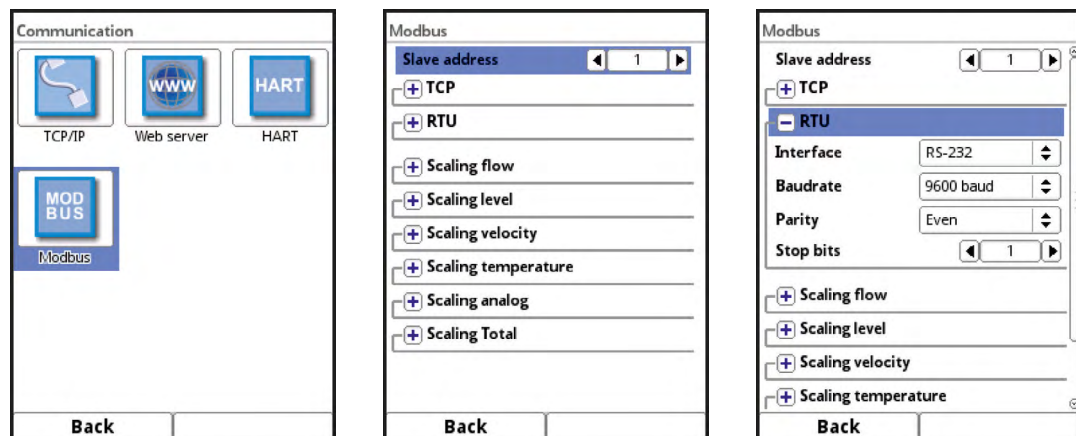 Communication
WWW
HART
TCP/IP Web server HART
MOD
BUS
Modbus
Back
Modbus
Slave address 1
TCP
RTU
Scaling flow
Scaling level
Scaling velocity
Scaling temperature
Scaling analog
Scaling Total
Back
Modbus
Slave address 1
TCP
RTU
Interface RS-232
Baudrate 9600 baud
Parity Even
Stop bits 1
Scaling flow
Scaling level
Scaling velocity
Scaling temperature
Back